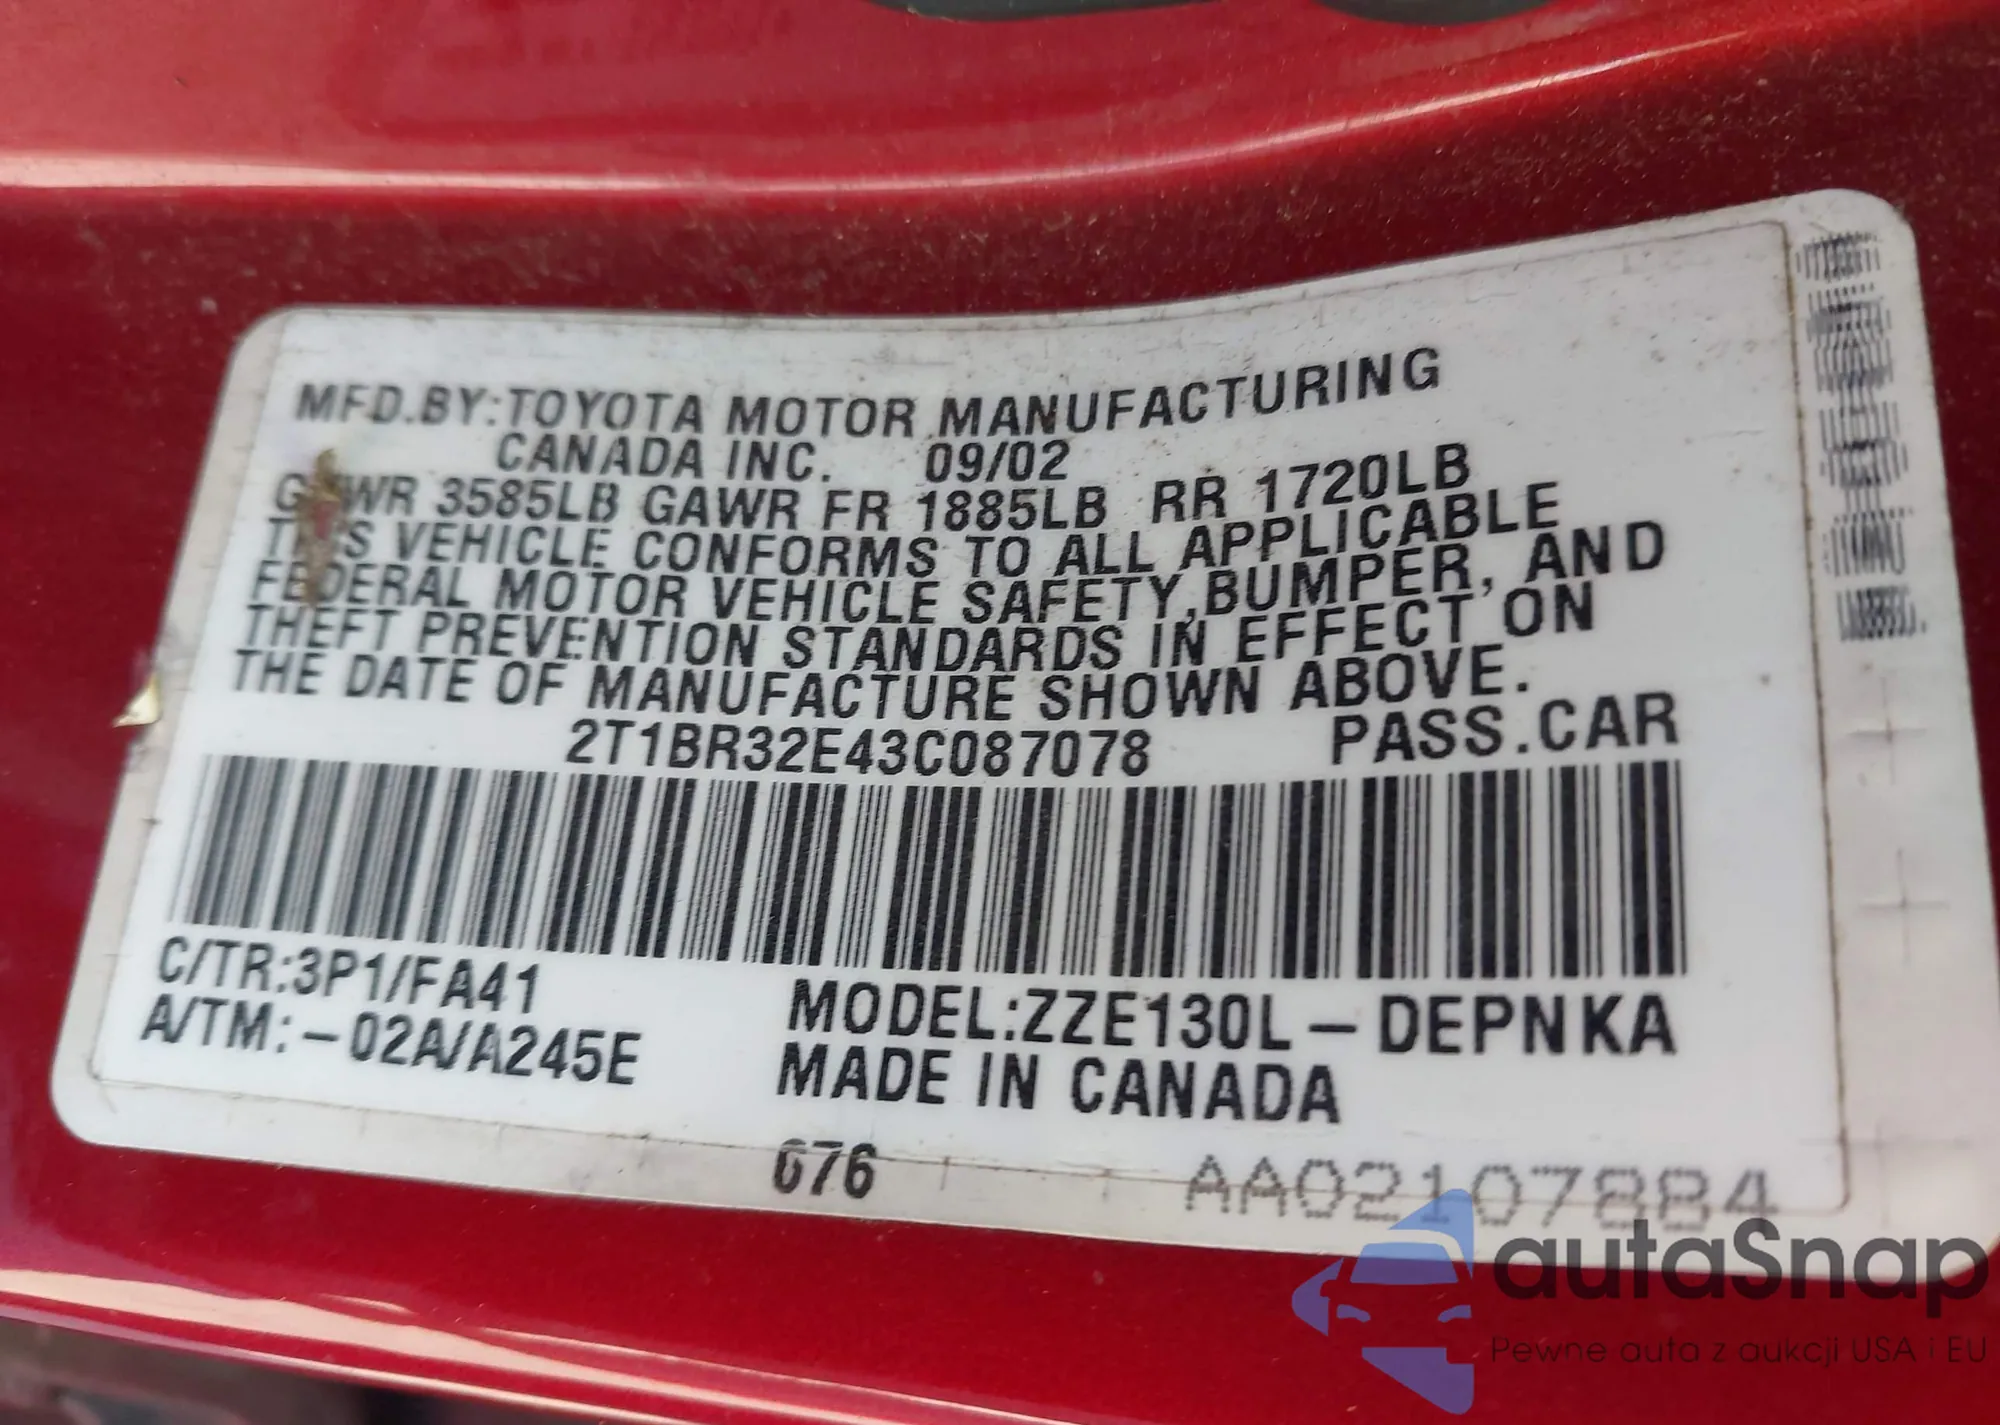 MFD.BY:TOYOTA MOTOR MANUFACTURING
CANADA INC. 09/02
GVWR 3585LB GAWR FR 1885LB RR 1720LB
THIS VEHICLE CONFORMS TO ALL APPLICABLE
FEDERAL MOTOR VEHICLE SAFETY,BUMPER, AND
THEFT PREVENTION STANDARDS IN EFFECT ON
THE DATE OF MANUFACTURE SHOWN ABOVE.
2T1BR32E43C087078 PASS.CAR
C/TR:3P1/FA41
A/TM:-02A/A245E
MODEL:ZZE130L-DEPNKA
MADE IN CANADA
676
AA02107884
autaSnap
Pewne auta z aukcji USA i EU